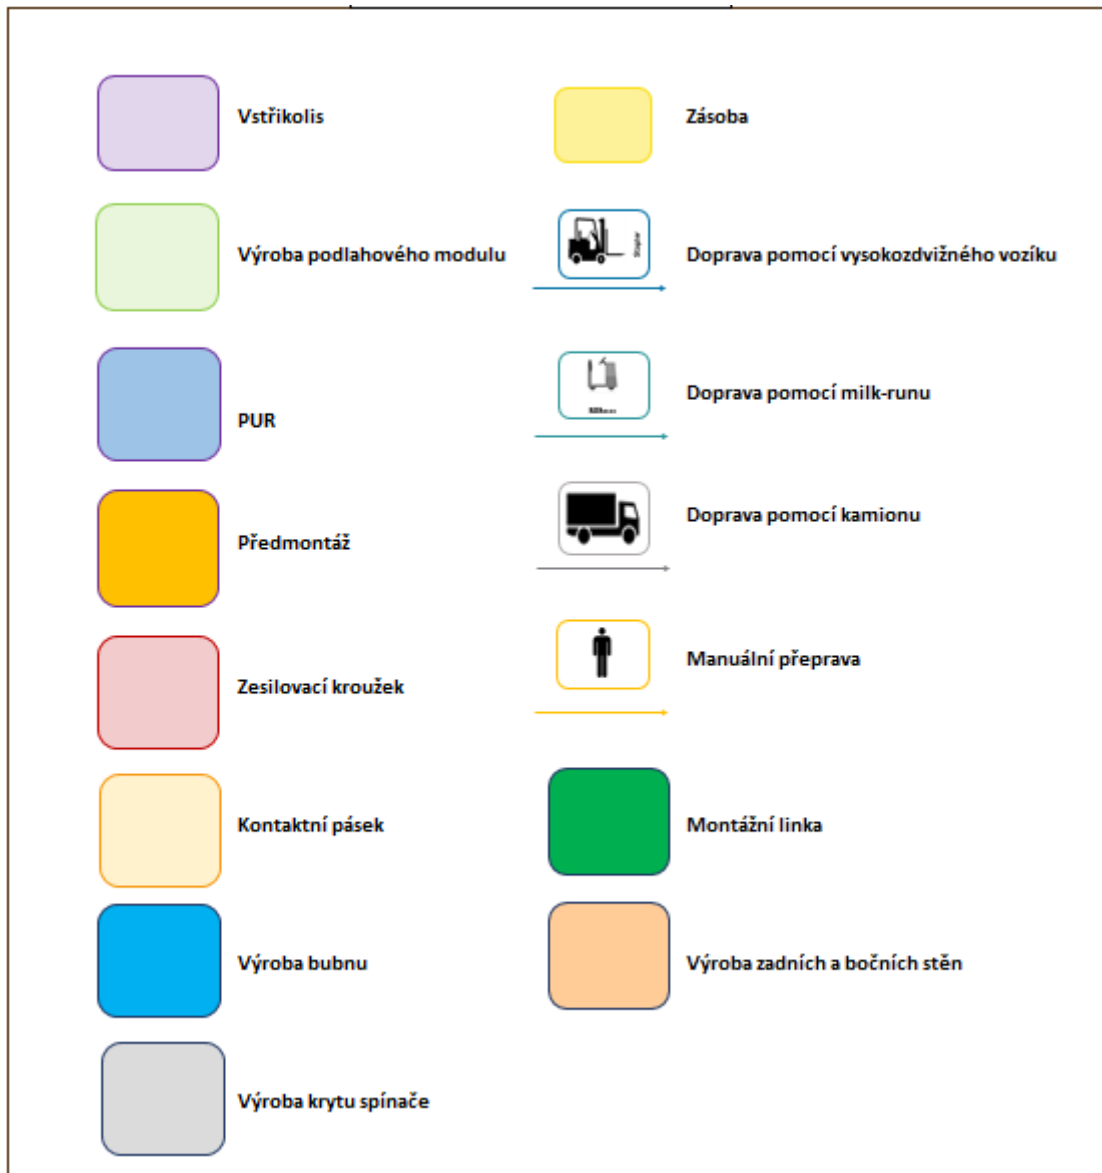 Vstřikolis
Zásoba
Výroba podlahového modulu
Stapler
Doprava pomocí vysokozdvižného vozíku
PUR
Doprava pomocí milk-runu
Předmontáž
Doprava pomocí kamionu
Zesilovací kroužek
Manuální přeprava
Kontaktní pásek
Montážní linka
Výroba bubnu
Výroba zadních a bočních stěn
Výroba krytu spínače